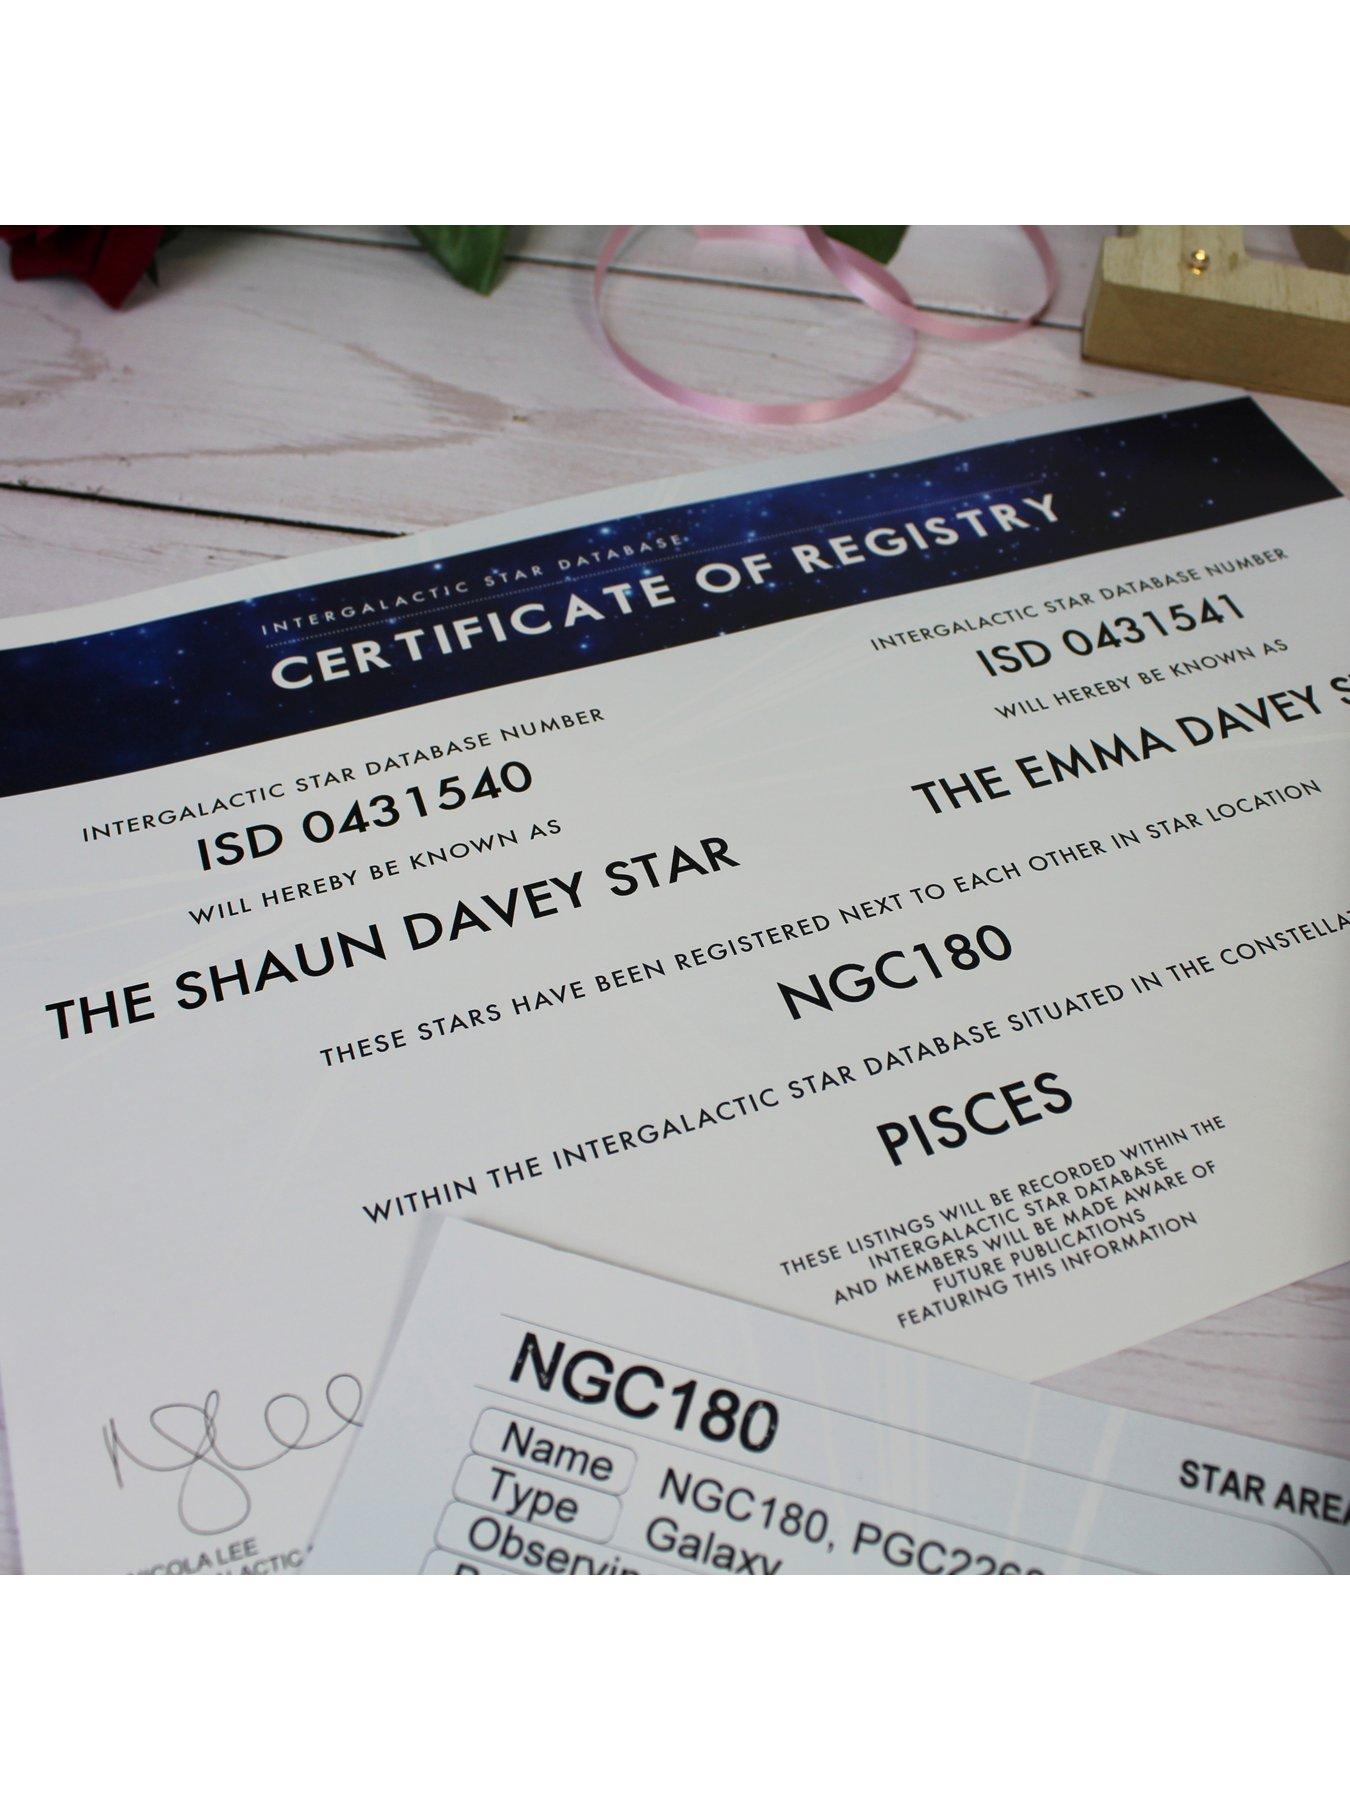 INTERGALACTIC STAR DATABASE
CERTIFICATE OF REGISTRY
INTERGALACTIC STAR DATABASE NUMBER
ISD 0431540
WILL HEREBY BE KNOWN AS
THE SHAUN DAVEY STAR
INTERGALACTIC STAR DATABASE NUMBER
ISD 0431541
WILL HEREBY BE KNOWN AS
THE EMMA DAVEY
THESE STARS HAVE BEEN REGISTERED NEXT TO EACH OTHER IN STAR LOCATION
NGC180
WITHIN THE INTERGALACTIC STAR DATABASE SITUATED IN THE
PISCES
THESE LISTINGS WILL BE RECORDED WITHIN THE
INTERGALACTIC STAR DATABASE
AND MEMBERS WILL BE MADE AWARE OF
FUTURE PUBLICATIONS
FEATURING THIS INFORMATION
LEE
NGC180
STAR AREA
Name
NGC180,
Type
Galaxy